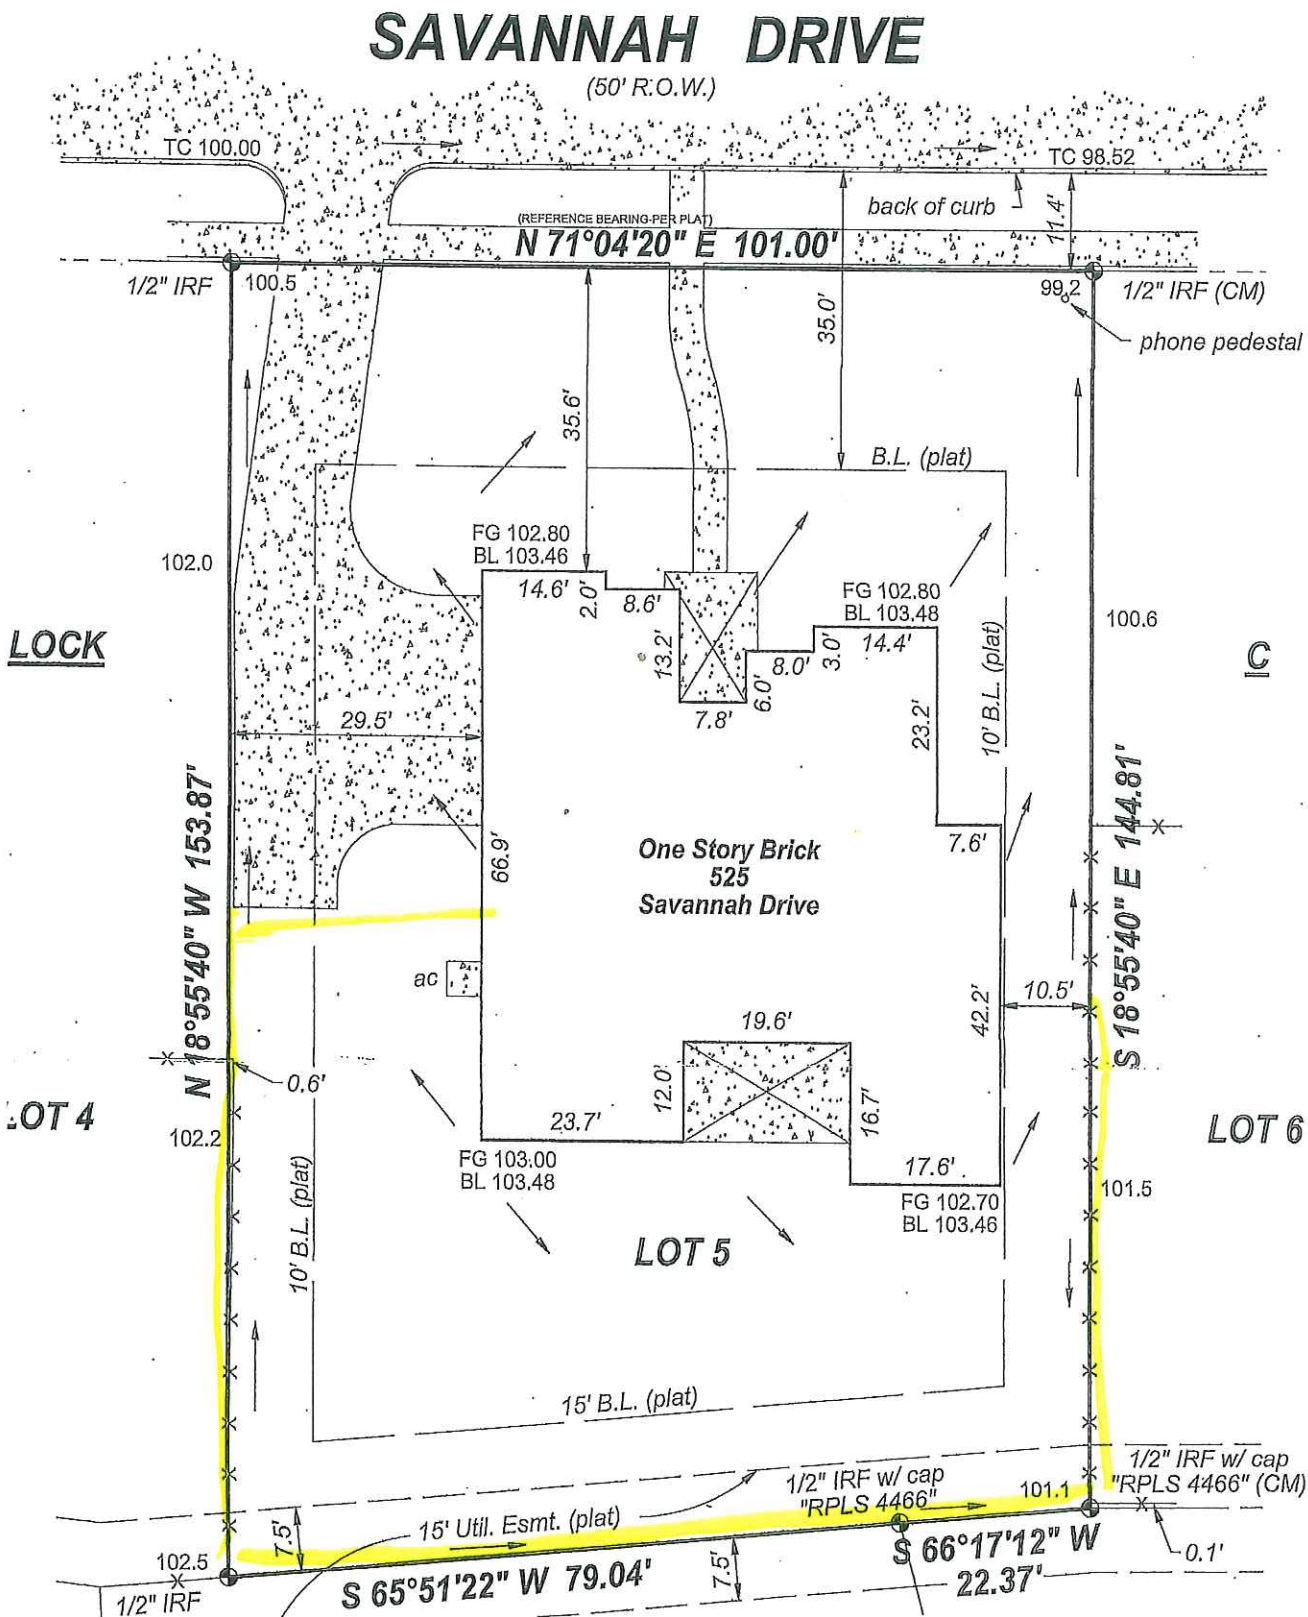 SAVANNAH DRIVE
(50' R.O.W.)
TC 100.00
TC 98.52
back of curb
11.4'
(REFERENCE BEARING-PER PLAT)
N 71°04'20" E 101.00'
1/2" IRF
100.5
99.2
1/2" IRF (CM)
phone pedestal
35.0'
35.6'
B.L. (plat)
FG 102.80
BL 103.46
102.0
14.6'
2.0'
8.6'
FG 102.80
BL 103.48
14.4'
100.6
LOCK
13.2'
8.0'
3.0'
C
6.0'
7.8'
10' B.L. (plat)
29.5'
23.2'
N 18°55'40" W 153.87'
S 18°55'40" E 144.81'
66.9'
One Story Brick
525
Savannah Drive
7.6'
ac
42.2'
10.5'
19.6'
0.6'
12.0'
16.7'
LOT 4
LOT 6
102.2
23.7'
FG 103.00
BL 103.48
17.6'
101.5
FG 102.70
BL 103.46
10' B.L. (plat)
LOT 5
15' B.L. (plat)
1/2" IRF w/ cap
"RPLS 4466"
101.1
1/2" IRF w/ cap
"RPLS 4466" (CM)
7.5'
15' Util. Esmt. (plat)
102.5
1/2" IRF
S 65°51'22" W 79.04'
7.5'
S 66°17'12" W
22.37'
0.1'